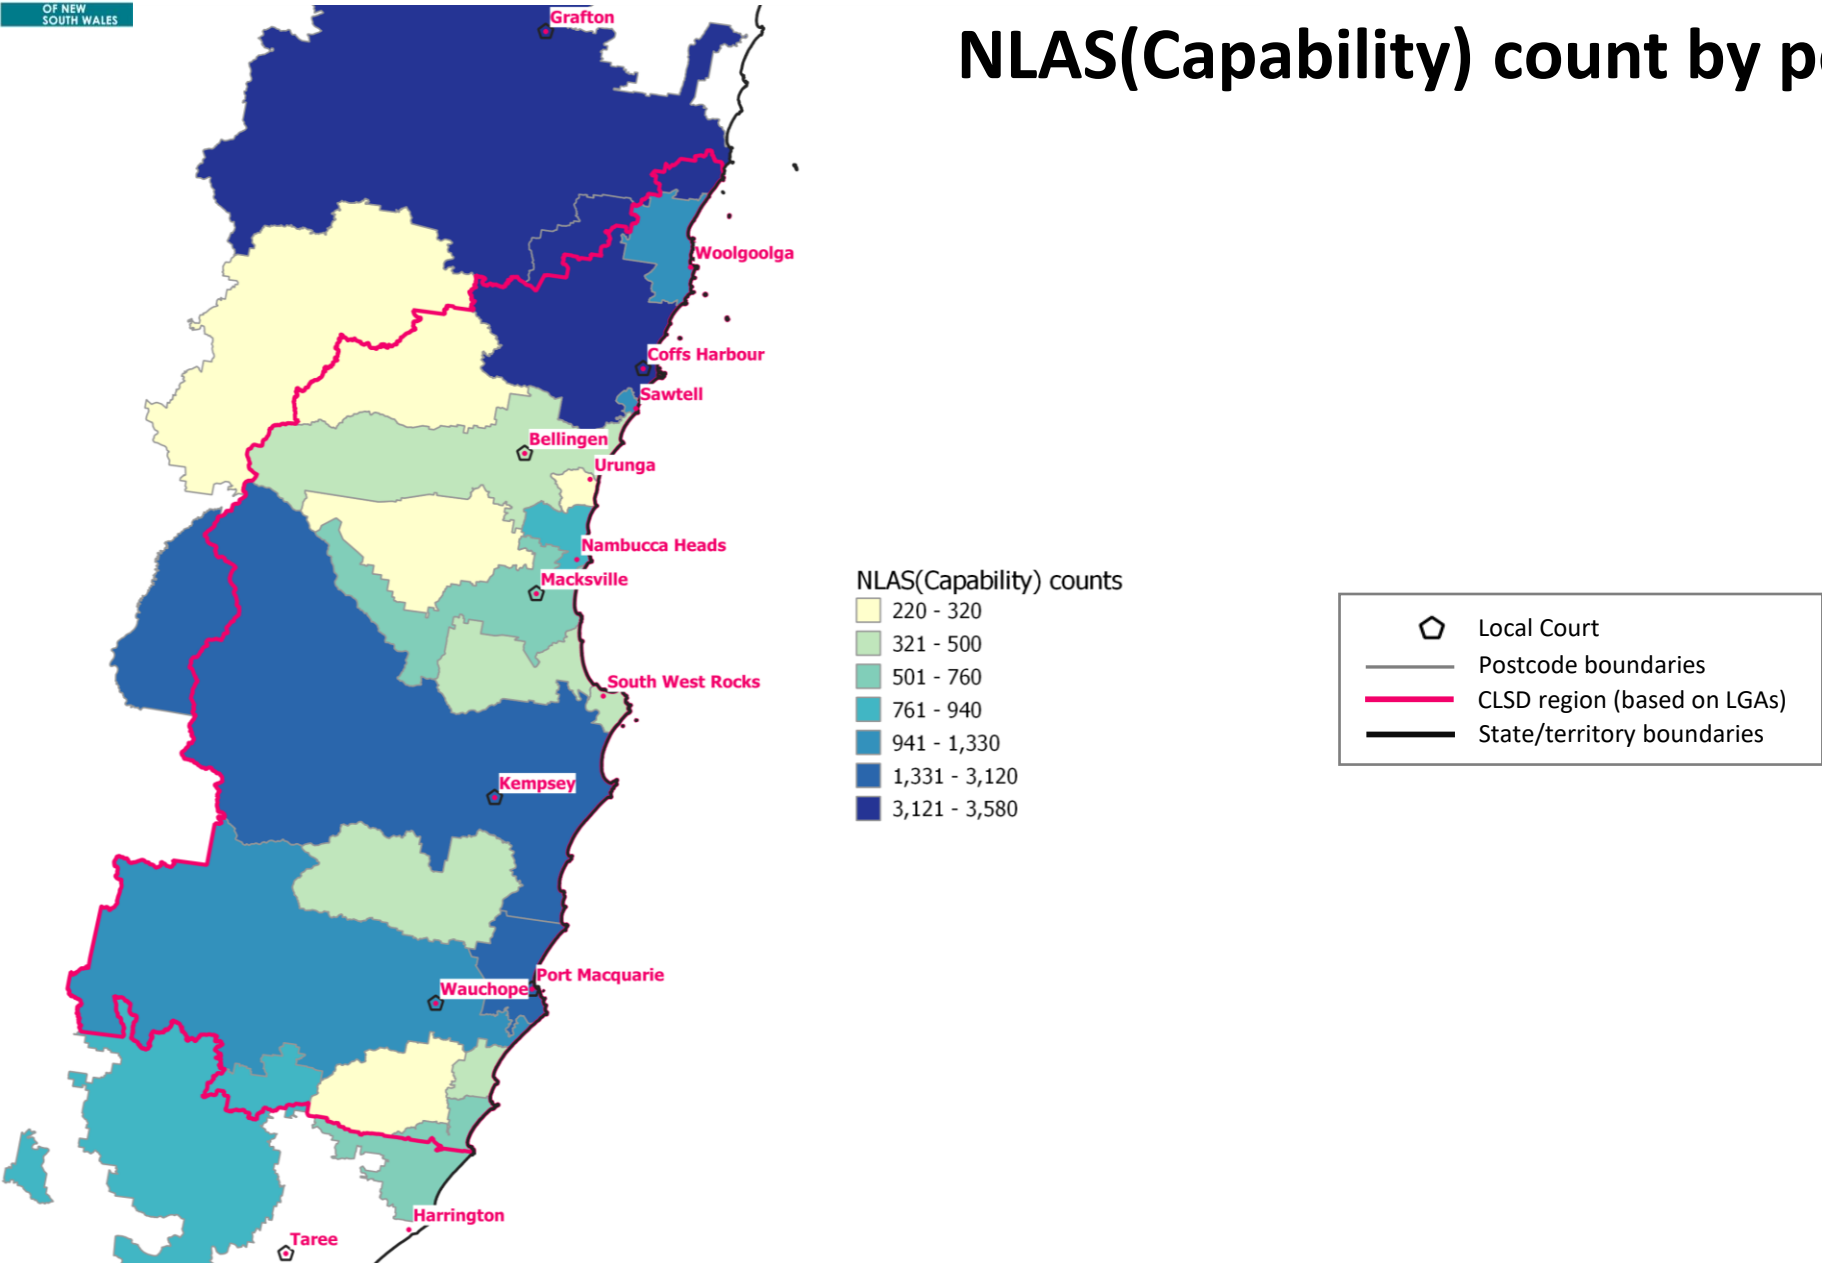 OF NEW
SOUTH WALES
NLAS(Capability) count by p
Grafton
Woolgoolga
Coffs Harbour
Sawtell
Bellingen
Urunga
Nambucca Heads
Macksville
South West Rocks
Kempsey
Port Macquarie
Wauchope
Harrington
Taree
NLAS(Capability) counts
220 - 320
321 - 500
501 - 760
761 - 940
941 - 1,330
1,331 - 3,120
3,121 - 3,580
Local Court
Postcode boundaries
CLSD region (based on LGAs)
State/territory boundaries